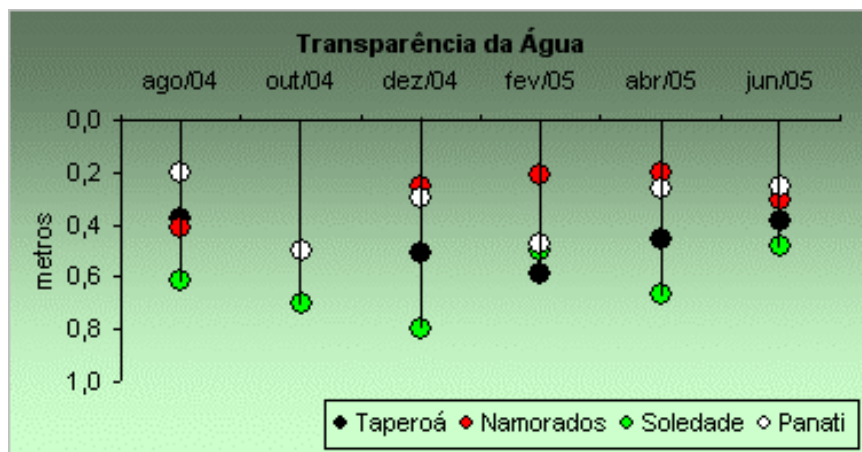 Transparência da Água
ago/04 out/04 dez/04 fev/05 abr/05 jun/05
metros
0,0
0,2
0,4
0,6
0,8
1,0
Taperoá Namorados Soledade Panati